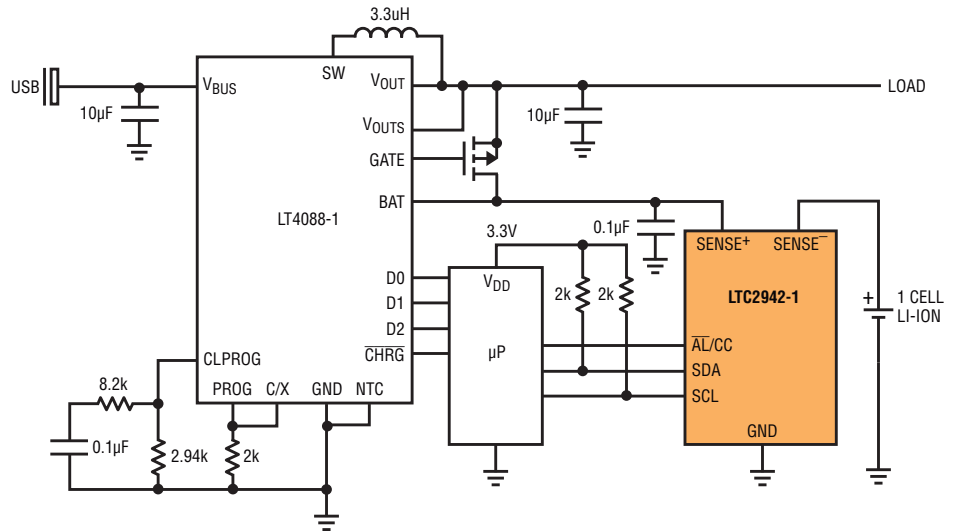 3.3uH
SW
USB
VBUS
VOUT
LOAD
10µF
10µF
VOUTS
GATE
BAT
LT4088-1
0.1µF
3.3V
SENSE+ SENSE–
VDD
D0
D1
D2
CHRG
2k 2k
LTC2942-1
+ 1 CELL
LI-ION
µP
AL/CC
SDA
SCL
CLPROG
8.2k
PROG C/X GND NTC
0.1µF
2.94k
2k
GND